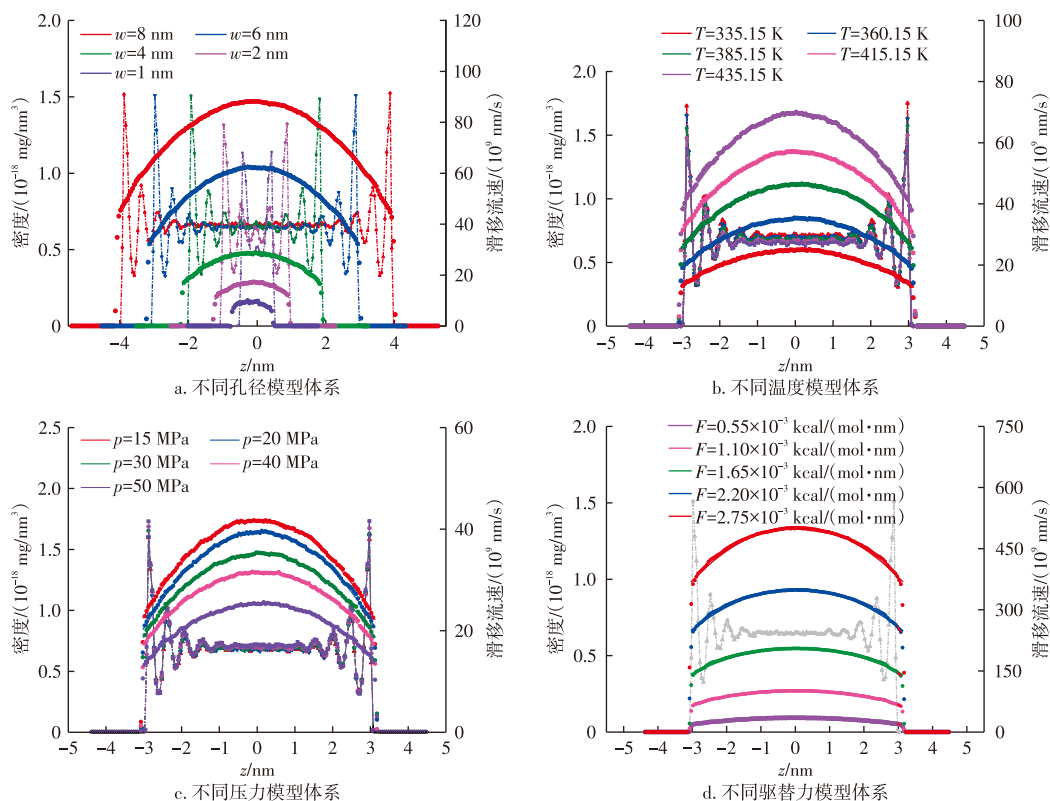 w=8 nm w=6 nm
w=4 nm w=2 nm
w=1 nm
2.0 1.5 1.0 0.5 0
密度/(10⁻¹⁸ mg/nm³)
120 100 80 60 40 20 0
滑移流速/(10⁹ nm/s)
−4 −2 0 2 4
z/nm
a. 不同孔径模型体系
T=335.15 K T=360.15 K
T=385.15 K T=415.15 K
T=435.15 K
2.0 1.5 1.0 0.5 0
密度/(10⁻¹⁸ mg/nm³)
100 80 60 40 20 0
滑移流速/(10⁹ nm/s)
−5 −4 −3 −2 −1 0 1 2 3 4 5
z/nm
b. 不同温度模型体系
p=15 MPa p=20 MPa
p=30 MPa p=40 MPa
p=50 MPa
2.5 2.0 1.5 1.0 0.5 0
密度/(10⁻¹⁸ mg/nm³)
60 40 20 0
滑移流速/(10⁹ nm/s)
−5 −4 −3 −2 −1 0 1 2 3 4 5
z/nm
c. 不同压力模型体系
F=0.55×10⁻³ kcal/(mol·nm)
F=1.10×10⁻³ kcal/(mol·nm)
F=1.65×10⁻³ kcal/(mol·nm)
F=2.20×10⁻³ kcal/(mol·nm)
F=2.75×10⁻³ kcal/(mol·nm)
2.0 1.5 1.0 0.5 0
密度/(10⁻¹⁸ mg/nm³)
750 600 450 300 150 0
滑移流速/(10⁹ nm/s)
−5 −4 −3 −2 −1 0 1 2 3 4 5
z/nm
d. 不同驱替力模型体系